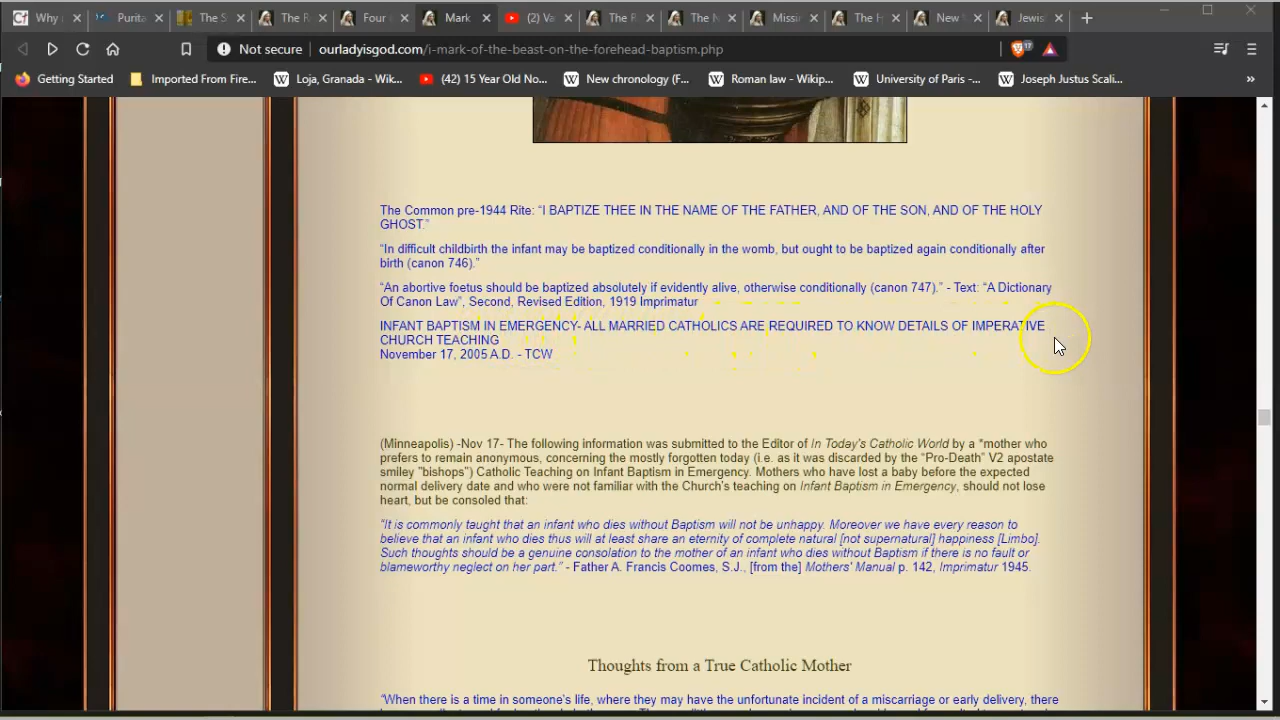 Why i
Purita
The S
The R
Four
Mark
(2) Va
The R
The N
Missi
The H
New
Jewis
Not secure ourladyisgod.com/i-mark-of-the-beast-on-the-forehead-baptism.php
17
Getting Started
Imported From Fire...
Loja, Granada - Wik...
(42) 15 Year Old No...
New chronology (F...
Roman law - Wikip...
University of Paris -...
Joseph Justus Scali...
The Common pre-1944 Rite: “I BAPTIZE THEE IN THE NAME OF THE FATHER, AND OF THE SON, AND OF THE HOLY
GHOST.”
“In difficult childbirth the infant may be baptized conditionally in the womb, but ought to be baptized again conditionally after
birth (canon 746).”
“An abortive foetus should be baptized absolutely if evidently alive, otherwise conditionally (canon 747).” - Text: “A Dictionary
Of Canon Law”, Second, Revised Edition, 1919 Imprimatur
INFANT BAPTISM IN EMERGENCY- ALL MARRIED CATHOLICS ARE REQUIRED TO KNOW DETAILS OF IMPERATIVE
CHURCH TEACHING
November 17, 2005 A.D. - TCW
(Minneapolis) -Nov 17- The following information was submitted to the Editor of In Today's Catholic World by a *mother who
prefers to remain anonymous, concerning the mostly forgotten today (i.e. as it was discarded by the “Pro-Death” V2 apostate
smiley "bishops") Catholic Teaching on Infant Baptism in Emergency. Mothers who have lost a baby before the expected
normal delivery date and who were not familiar with the Church's teaching on Infant Baptism in Emergency, should not lose
heart, but be consoled that:
“It is commonly taught that an infant who dies without Baptism will not be unhappy. Moreover we have every reason to
believe that an infant who dies thus will at least share an eternity of complete natural [not supernatural] happiness [Limbo].
Such thoughts should be a genuine consolation to the mother of an infant who dies without Baptism if there is no fault or
blameworthy neglect on her part.” - Father A. Francis Coomes, S.J., [from the] Mothers' Manual p. 142, Imprimatur 1945.
Thoughts from a True Catholic Mother
“When there is a time in someone's life, where they may have the unfortunate incident of a miscarriage or early delivery, there